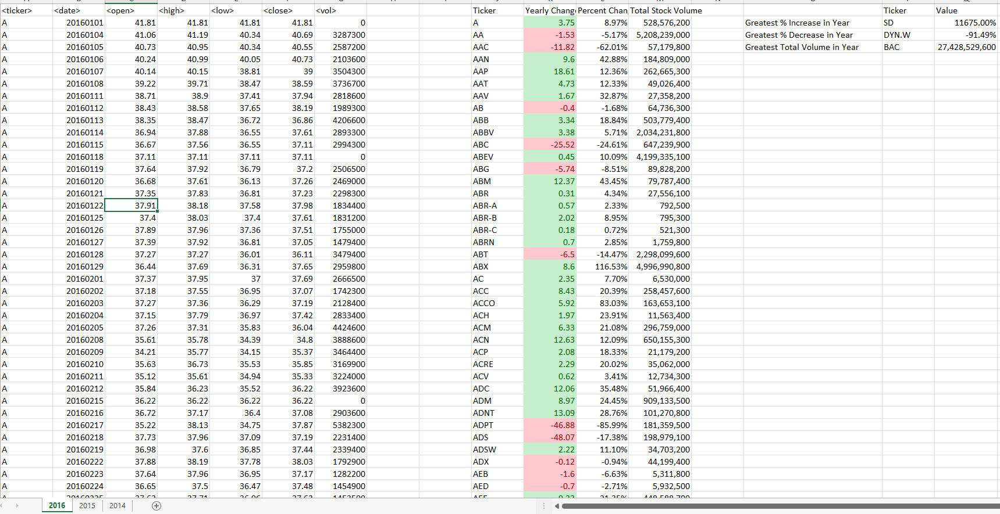 <ticker> <date> <open> <high> <low> <close> <vol> Ticker Yearly Chang Percent Chan Total Stock Volume Ticker Value
A 20160101 41.81 41.81 41.81 41.81 0 A 3.75 8.97% 528,576,200 Greatest % Increase in Year SD 11675.00%
A 20160104 41.06 41.19 40.34 40.69 3287300 AA -1.53 -5.17% 5,208,239,000 Greatest % Decrease in Year DYN.W -91.49%
A 20160105 40.73 40.95 40.34 40.55 2587200 AAC -11.82 -62.01% 57,179,800 Greatest Total Volume in Year BAC 27,428,529,600
A 20160106 40.24 40.99 40.05 40.73 2103600 AAN 9.6 42.88% 184,809,000
A 20160107 40.14 40.15 38.81 39 3504300 AAP 18.61 12.36% 262,665,300
A 20160108 39.22 39.71 38.47 38.59 3736700 AAT 4.73 12.33% 49,026,400
A 20160111 38.71 38.9 37.41 37.94 2818600 AAV 1.67 32.87% 27,358,200
A 20160112 38.43 38.58 37.65 38.19 1989300 AB -0.4 -1.68% 64,736,300
A 20160113 38.35 38.47 36.72 36.86 4206600 ABB 3.34 18.84% 503,779,400
A 20160114 36.94 37.88 36.55 37.61 2893300 ABBV 3.38 5.71% 2,034,231,800
A 20160115 36.67 37.56 36.55 37.11 2994300 ABC -25.52 -24.61% 647,239,900
A 20160118 37.11 37.11 37.11 37.11 0 ABEV 0.45 10.09% 4,199,335,100
A 20160119 37.64 37.92 36.79 37.2 2506500 ABG -5.74 -8.51% 89,828,200
A 20160120 36.68 37.61 36.13 37.26 2469000 ABM 12.37 43.45% 79,787,400
A 20160121 37.35 37.83 36.81 37.23 2298300 ABR 0.31 4.34% 27,556,100
A 20160122 37.91 38.18 37.58 37.98 1834400 ABR-A 0.57 2.33% 792,500
A 20160125 37.4 38.03 37.4 37.61 1831200 ABR-B 2.02 8.95% 795,300
A 20160126 37.89 37.96 37.36 37.51 1755000 ABR-C 0.18 0.72% 521,300
A 20160127 37.39 37.92 36.81 37.05 1479400 ABRN 0.7 2.85% 1,759,800
A 20160128 37.27 37.27 36.01 36.11 3479400 ABT -6.5 -14.47% 2,298,099,600
A 20160129 36.44 37.69 36.31 37.65 2959800 ABX 8.6 116.53% 4,996,990,800
A 20160201 37.37 37.95 37 37.69 2666500 AC 2.35 7.70% 6,530,000
A 20160202 37.18 37.55 36.95 37.07 1742300 ACC 8.43 20.39% 258,457,600
A 20160203 37.27 37.36 36.29 37.19 2128400 ACCO 5.92 83.03% 163,653,100
A 20160204 37.15 37.79 36.97 37.42 2833400 ACH 1.97 23.91% 11,563,400
A 20160205 37.26 37.31 35.83 36.04 4424600 ACM 6.33 21.08% 296,759,000
A 20160208 35.61 35.78 34.39 34.8 3888600 ACN 12.63 12.09% 650,155,300
A 20160209 34.21 35.77 34.15 35.37 3464400 ACP 2.08 18.33% 21,179,200
A 20160210 35.63 36.73 35.53 35.85 3169900 ACRE 2.29 20.02% 35,062,000
A 20160211 35.12 35.61 34.94 35.33 3224000 ACV 0.62 3.41% 12,734,300
A 20160212 35.84 36.23 35.52 36.22 3923600 ADC 12.06 35.48% 51,966,400
A 20160215 36.22 36.22 36.22 36.22 0 ADM 8.97 24.45% 909,133,500
A 20160216 36.72 37.17 36.4 37.08 2903600 ADNT 13.09 28.76% 101,270,800
A 20160217 35.22 38.13 34.75 37.87 5382300 ADPT -46.88 -85.99% 181,359,500
A 20160218 37.73 37.96 37.09 37.19 2231400 ADS -48.07 -17.38% 198,979,100
A 20160219 36.98 37.6 36.85 37.44 2339400 ADSW 2.22 11.10% 34,703,200
A 20160222 37.88 38.19 37.78 38.03 1792900 ADX -0.12 -0.94% 44,199,400
A 20160223 37.64 37.96 36.95 37.17 1282200 AEB -1.6 -6.63% 5,311,800
A 20160224 36.65 37.5 36.47 37.48 1454900 AED -0.7 -2.71% 5,932,500
2016 2015 2014